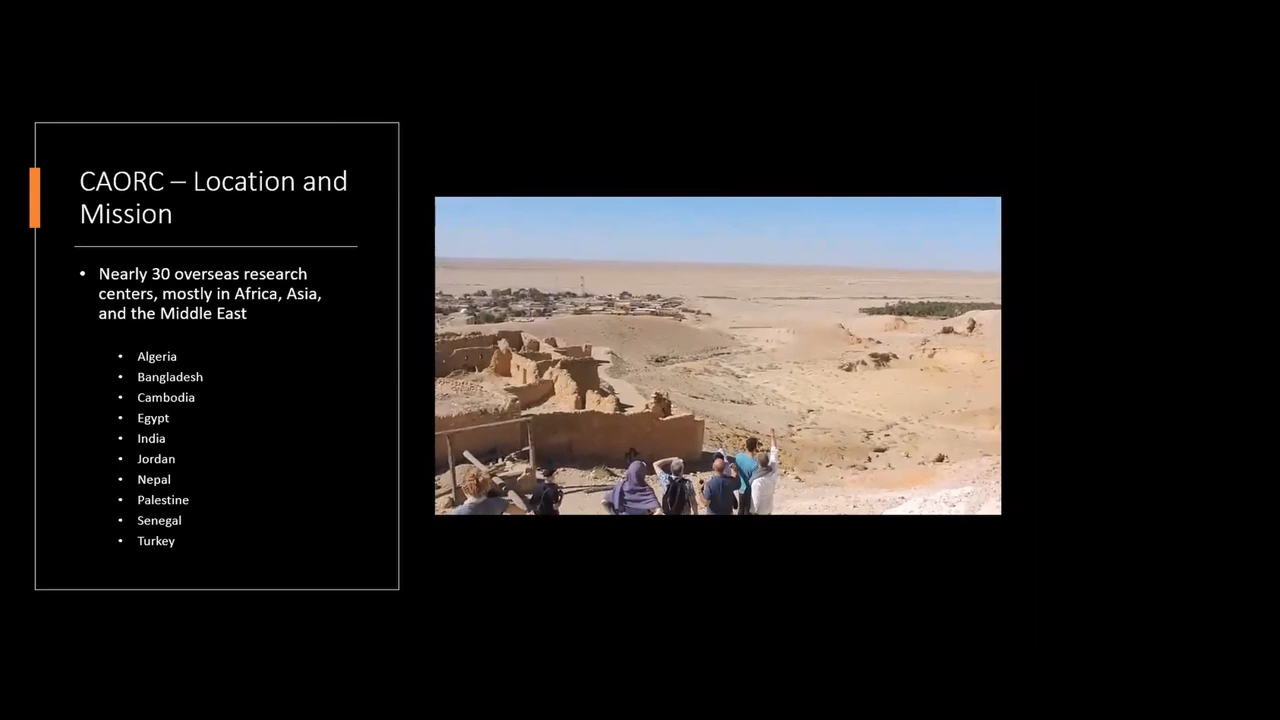 CAORC – Location and
Mission
• Nearly 30 overseas research
centers, mostly in Africa, Asia,
and the Middle East
• Algeria
• Bangladesh
• Cambodia
• Egypt
• India
• Jordan
• Nepal
• Palestine
• Senegal
• Turkey